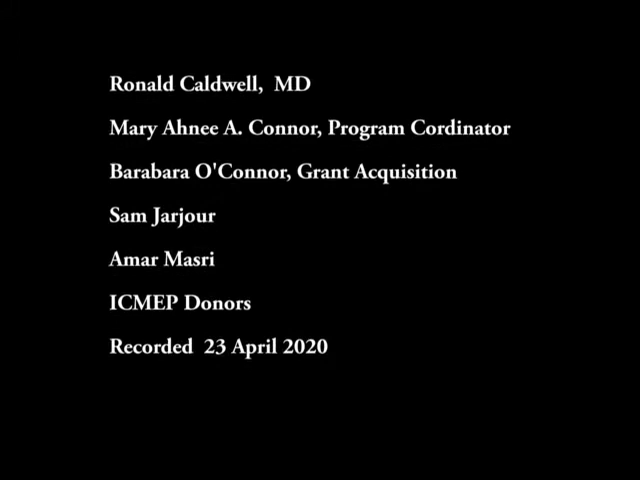 Ronald Caldwell,  MD
Mary Ahnee A. Connor, Program Cordinator
Barabara O'Connor, Grant Acquisition
Sam Jarjour
Amar Masri
ICMEP Donors
Recorded  23 April 2020